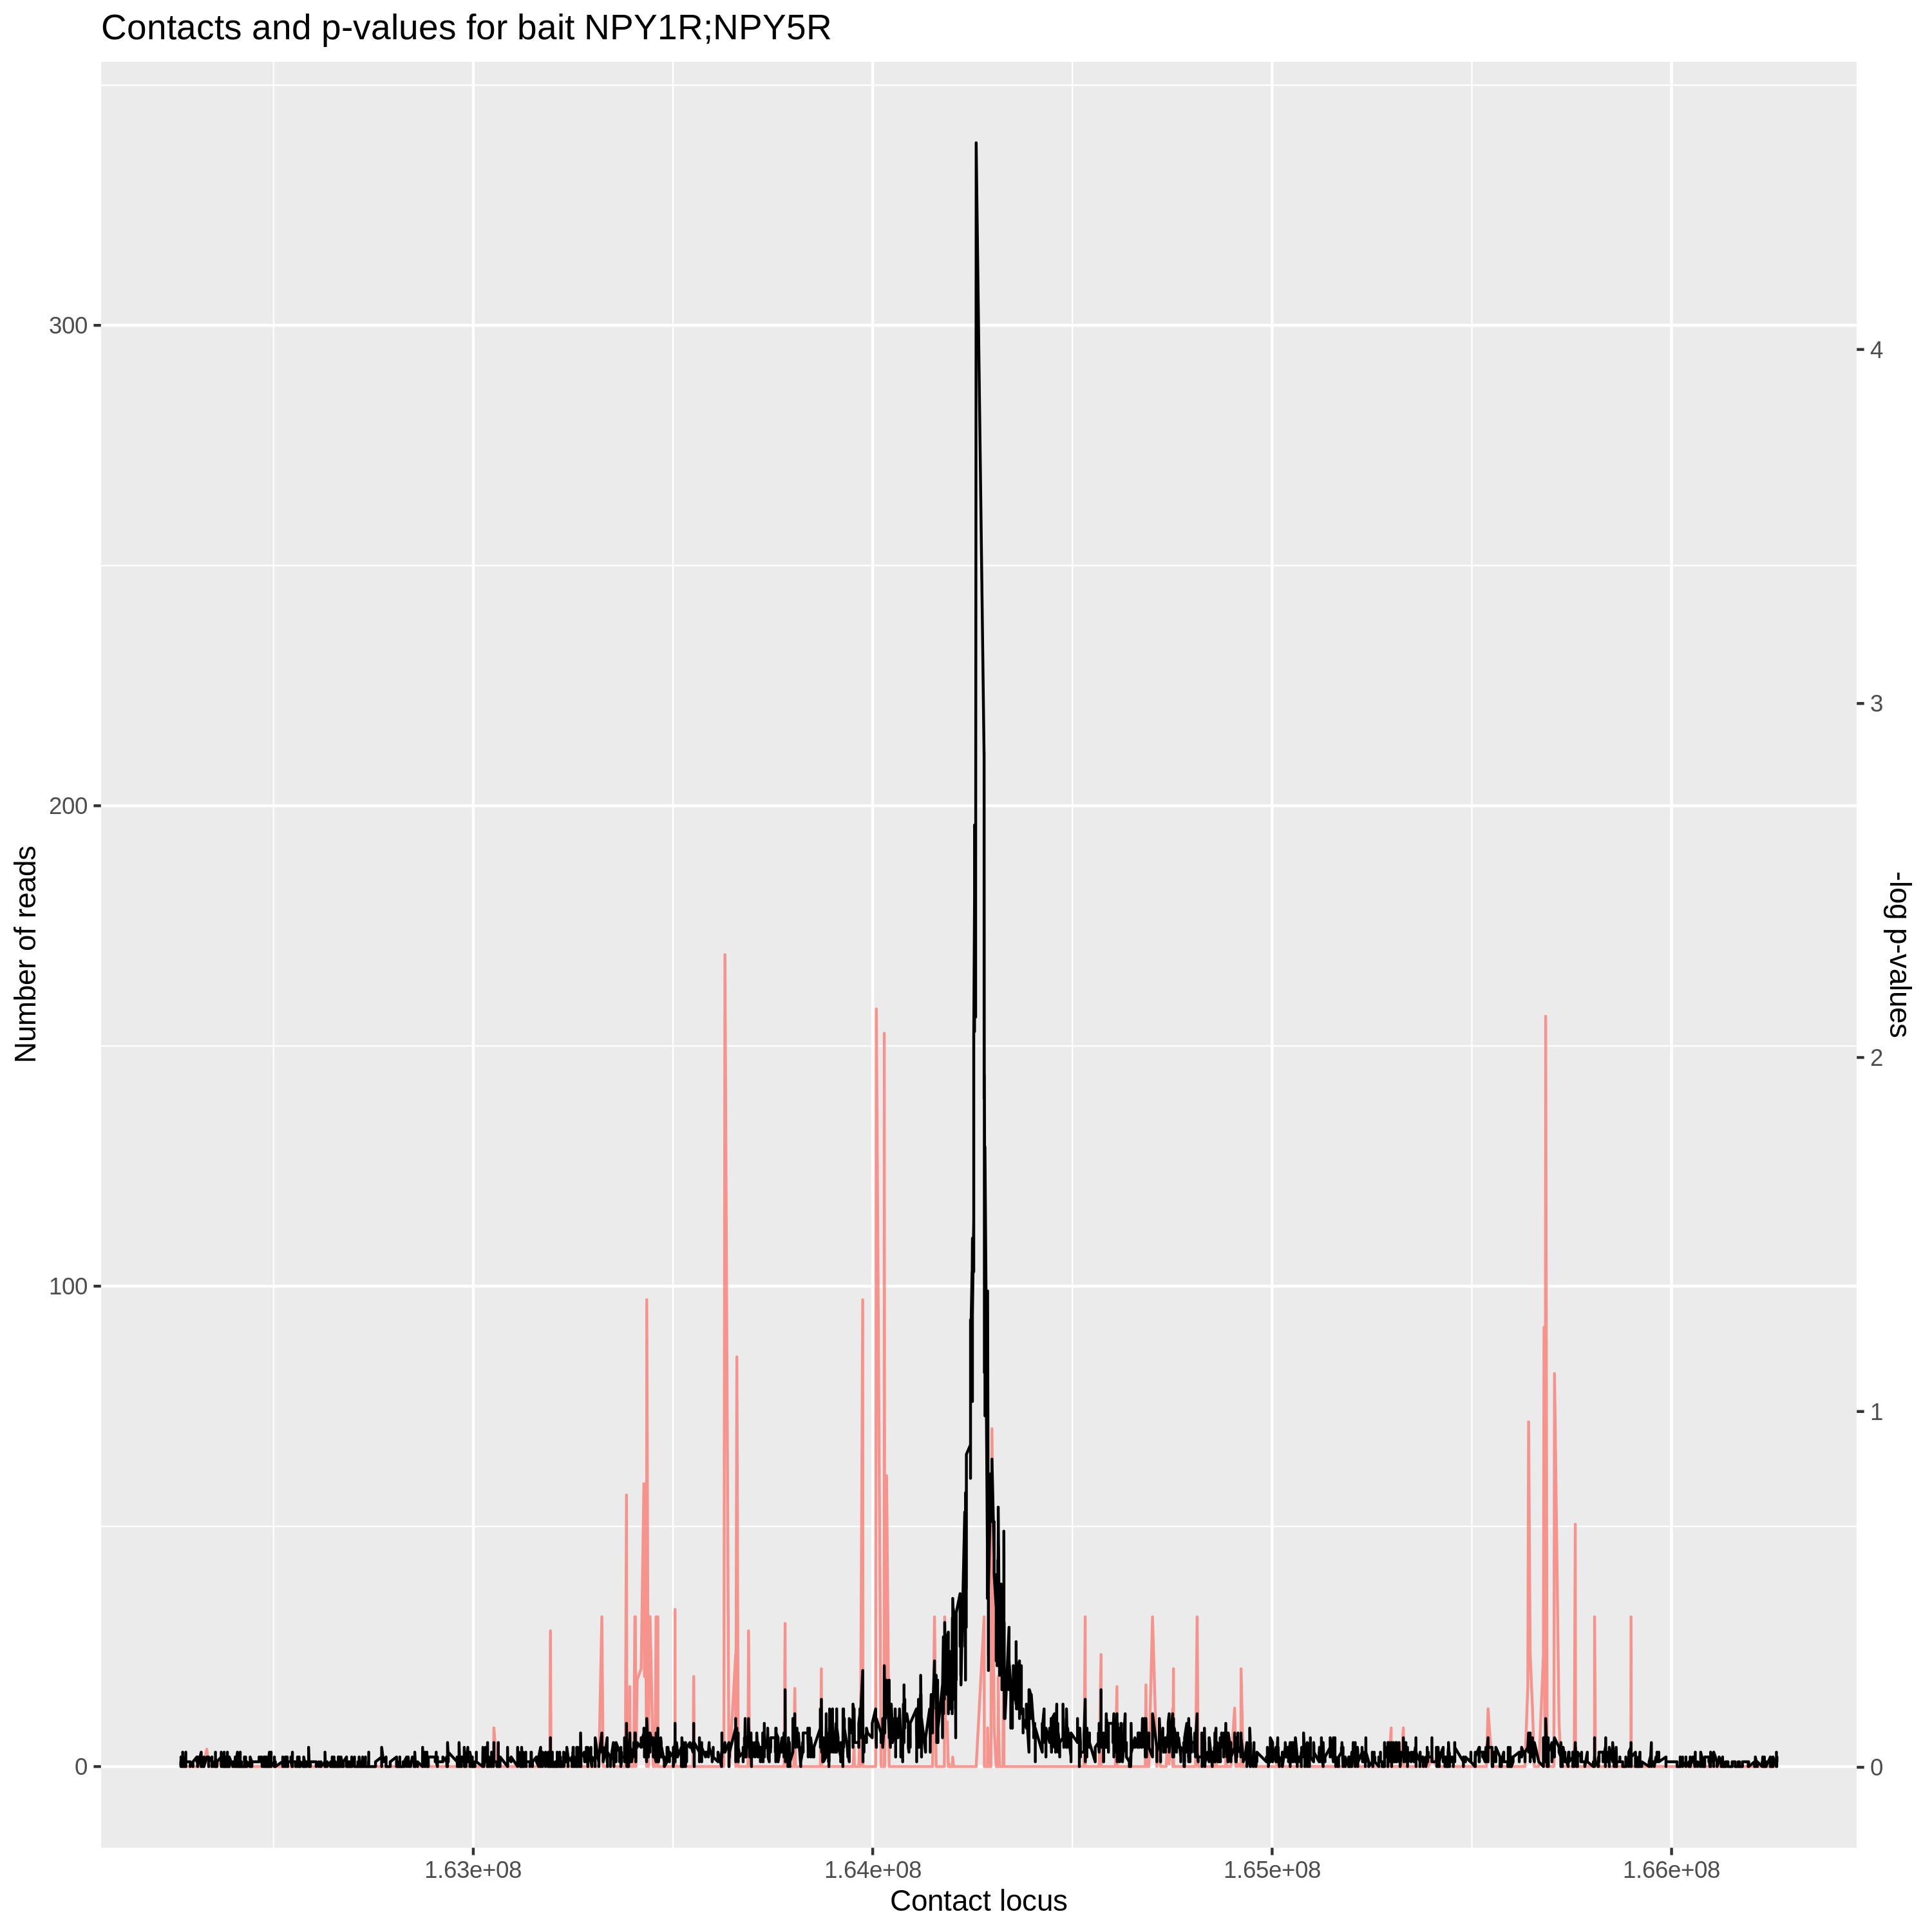 Contacts and p-values for bait NPY1R;NPY5R
300
200
100
0
Number of reads
4
3
2
1
0
-log p-values
1.63e+08 1.64e+08 1.65e+08 1.66e+08
Contact locus